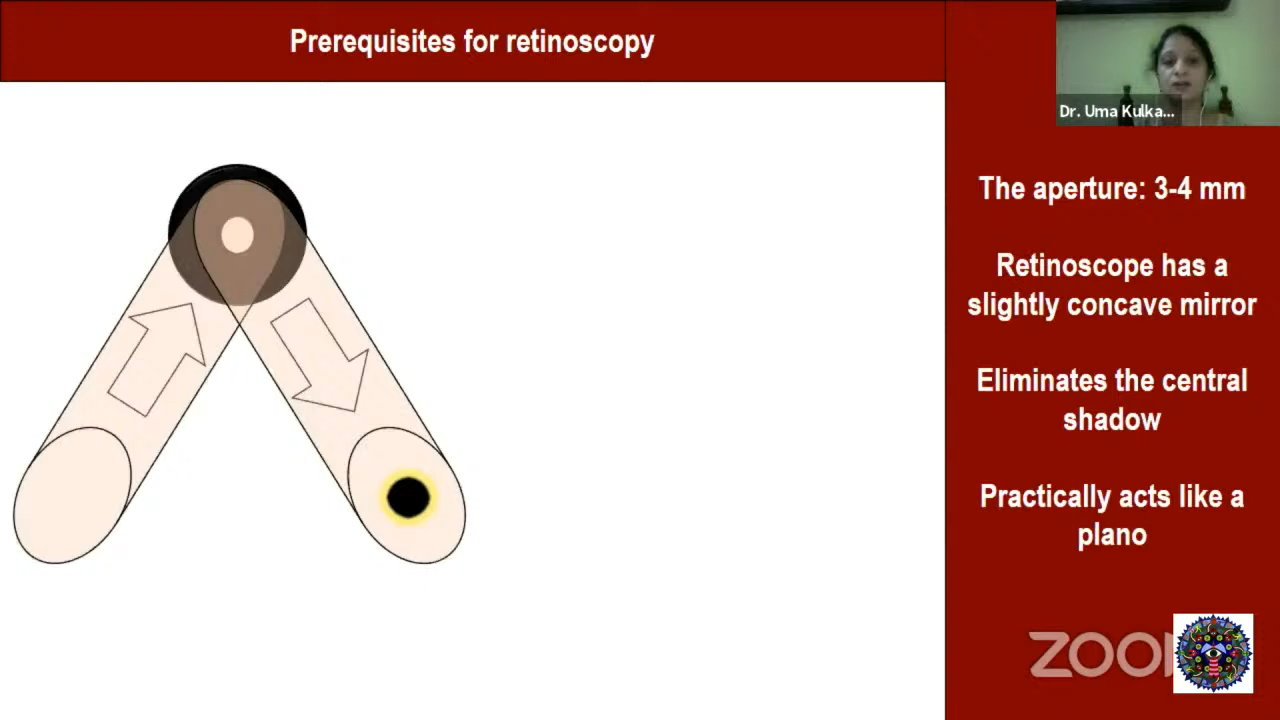 Prerequisites for retinoscopy
Dr. Uma Kulka...
The aperture: 3-4 mm
Retinoscope has a
slightly concave mirror
Eliminates the central
shadow
Practically acts like a
plano